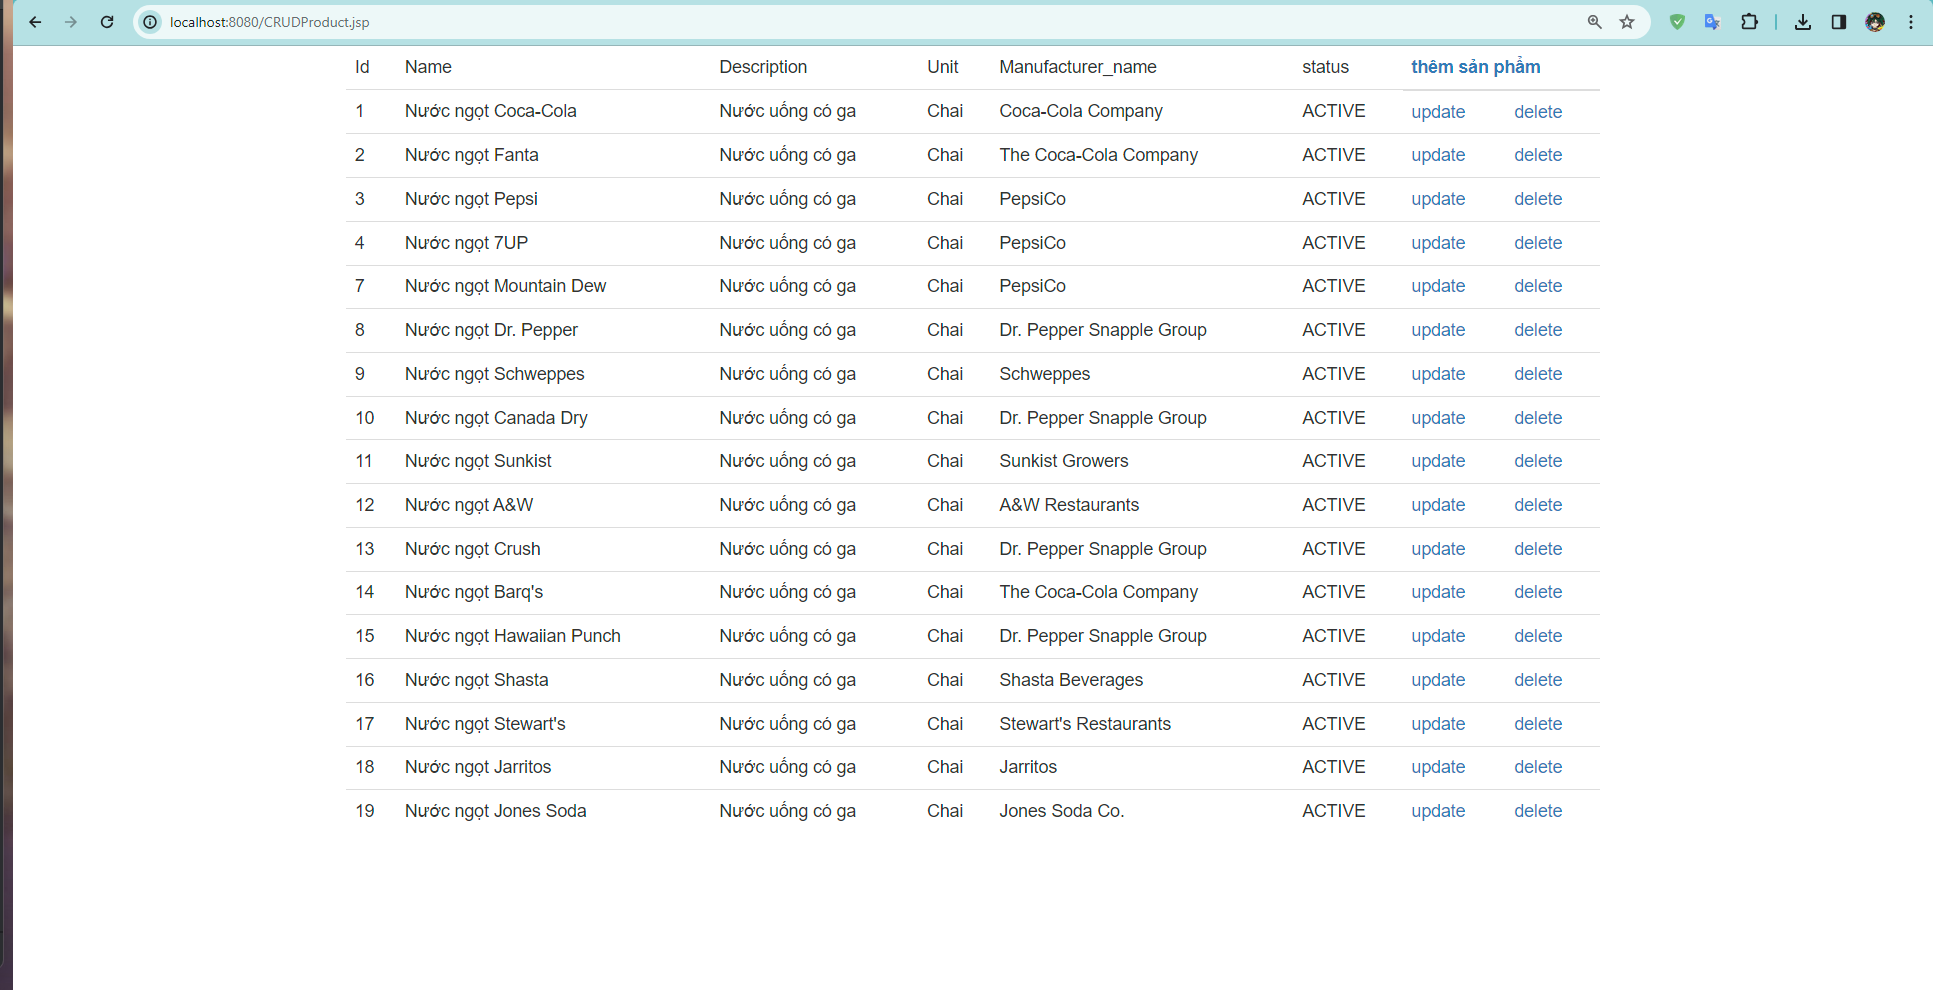 localhost:8080/CRUDProduct.jsp
Id Name Description Unit Manufacturer_name status thêm sản phẩm
1 Nước ngọt Coca-Cola Nước uống có ga Chai Coca-Cola Company ACTIVE update delete
2 Nước ngọt Fanta Nước uống có ga Chai The Coca-Cola Company ACTIVE update delete
3 Nước ngọt Pepsi Nước uống có ga Chai PepsiCo ACTIVE update delete
4 Nước ngọt 7UP Nước uống có ga Chai PepsiCo ACTIVE update delete
7 Nước ngọt Mountain Dew Nước uống có ga Chai PepsiCo ACTIVE update delete
8 Nước ngọt Dr. Pepper Nước uống có ga Chai Dr. Pepper Snapple Group ACTIVE update delete
9 Nước ngọt Schweppes Nước uống có ga Chai Schweppes ACTIVE update delete
10 Nước ngọt Canada Dry Nước uống có ga Chai Dr. Pepper Snapple Group ACTIVE update delete
11 Nước ngọt Sunkist Nước uống có ga Chai Sunkist Growers ACTIVE update delete
12 Nước ngọt A&W Nước uống có ga Chai A&W Restaurants ACTIVE update delete
13 Nước ngọt Crush Nước uống có ga Chai Dr. Pepper Snapple Group ACTIVE update delete
14 Nước ngọt Barq's Nước uống có ga Chai The Coca-Cola Company ACTIVE update delete
15 Nước ngọt Hawaiian Punch Nước uống có ga Chai Dr. Pepper Snapple Group ACTIVE update delete
16 Nước ngọt Shasta Nước uống có ga Chai Shasta Beverages ACTIVE update delete
17 Nước ngọt Stewart's Nước uống có ga Chai Stewart's Restaurants ACTIVE update delete
18 Nước ngọt Jarritos Nước uống có ga Chai Jarritos ACTIVE update delete
19 Nước ngọt Jones Soda Nước uống có ga Chai Jones Soda Co. ACTIVE update delete